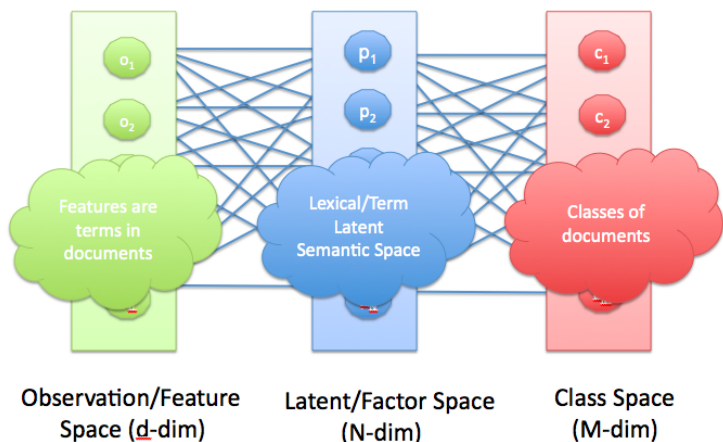 o1
p1
c1
o2
p2
c2
Features are
terms in
documents
Lexical/Term
Latent
Semantic Space
Classes of
documents
Observation/Feature
Space (d-dim)
Latent/Factor Space
(N-dim)
Class Space
(M-dim)